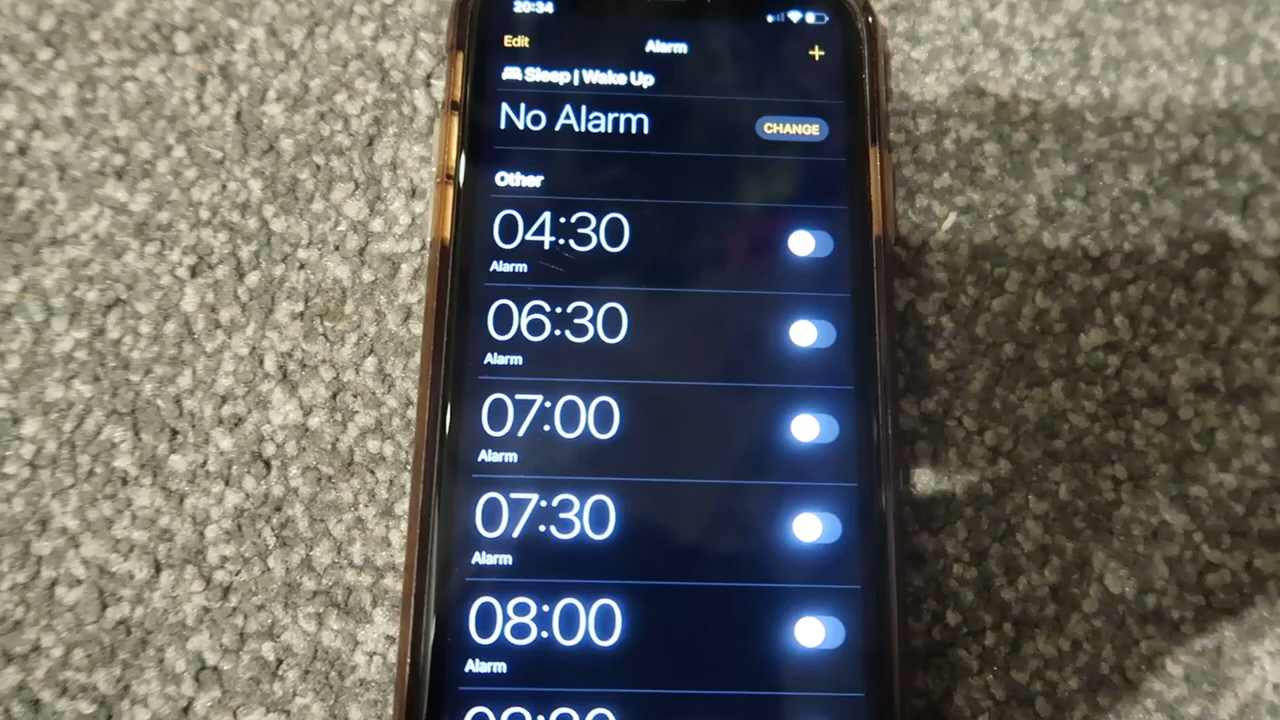 20:34
Edit Alarm +
Sleep | Wake Up
No Alarm CHANGE
Other
04:30
Alarm
06:30
Alarm
07:00
Alarm
07:30
Alarm
08:00
Alarm